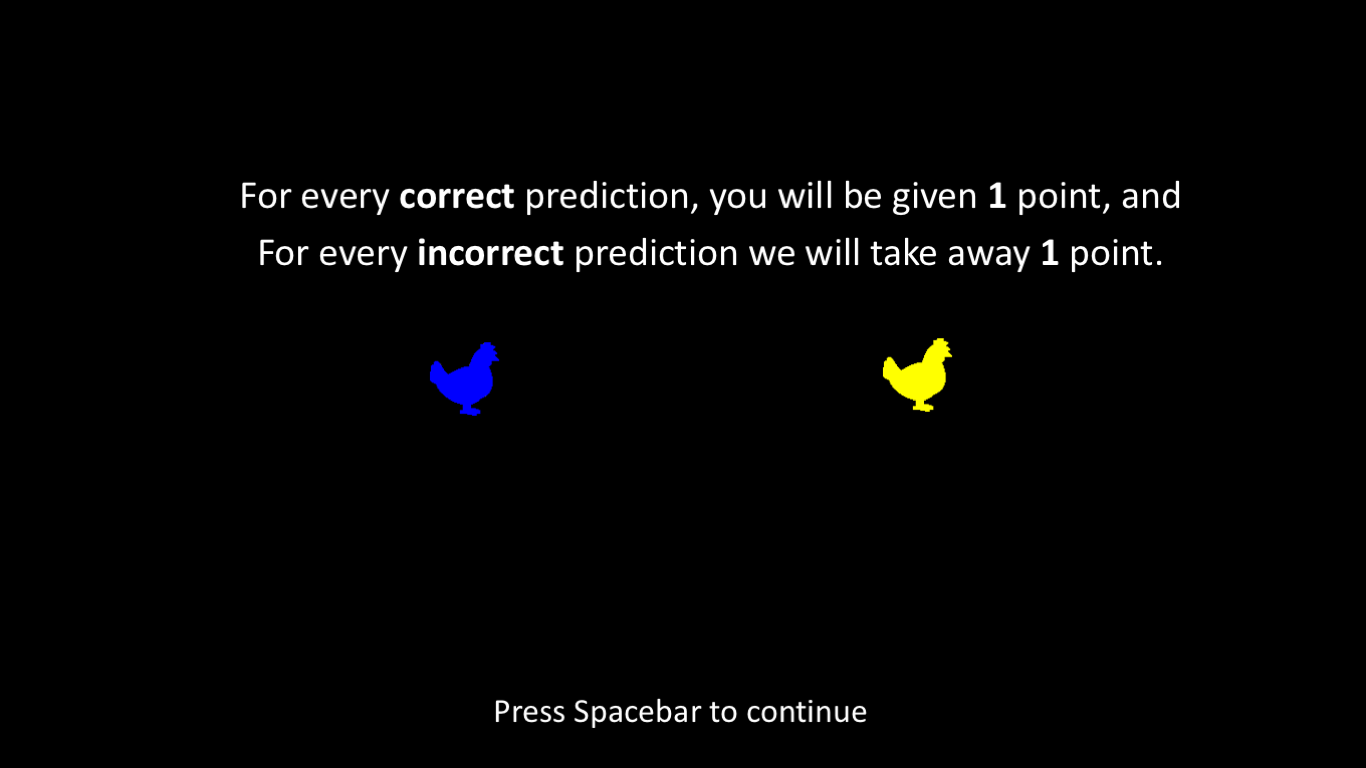 For every correct prediction, you will be given 1 point, and
For every incorrect prediction we will take away 1 point.
Press Spacebar to continue